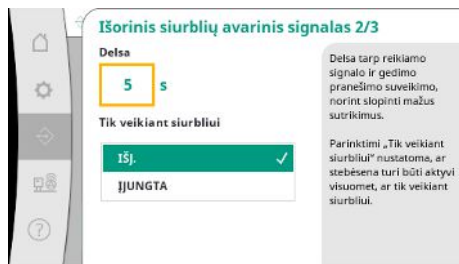 Išorinis siurblių avarinis signalas 2/3
Delsa
5 s
Tik veikiant siurbliui
IŠJ.
ĮJUNGTA
Delsa tarp reikiamo
signalo ir gedimo
pranešimo suveikimo,
norint slopinti mažus
sutrikimus.
Parinktimi „Tik veikiant
siurbliui" nustatoma, ar
stebėsena turi būti aktyvi
visuomet, ar tik veikiant
siurbliui.